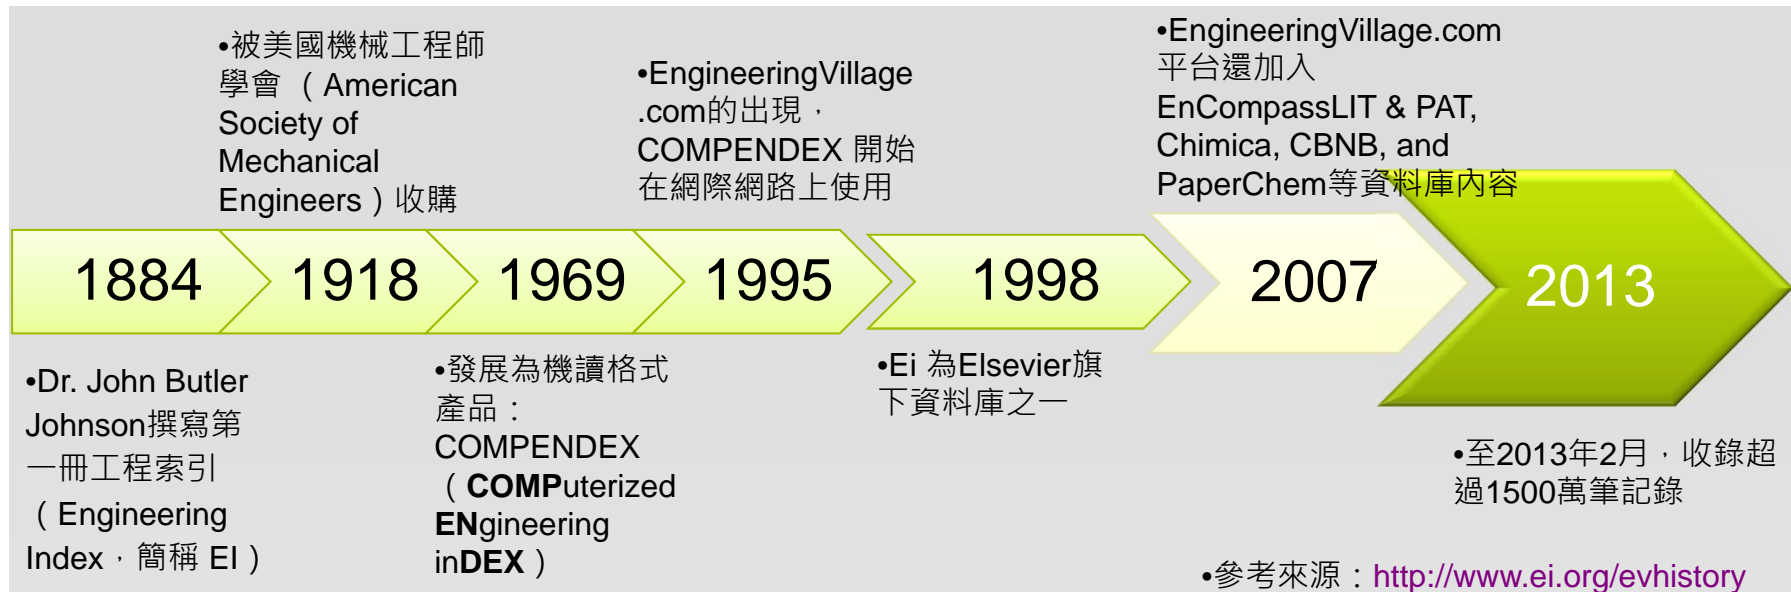 •被美國機械工程師
學會 （American
Society of
Mechanical
Engineers）收購
•EngineeringVillage
.com的出現，
COMPENDEX 開始
在網際網路上使用
•EngineeringVillage.com
平台還加入
EnCompassLIT & PAT,
Chimica, CBNB, and
PaperChem等資料庫內容
1884
1918
1969
1995
1998
2007
2013
•Dr. John Butler
Johnson撰寫第
一冊工程索引
（Engineering
Index，簡稱 EI）
•發展為機讀格式
產品：
COMPENDEX
（COMPuterized
ENgineering
inDEX）
•Ei 為Elsevier旗
下資料庫之一
•至2013年2月，收錄超
過1500萬筆記錄
•參考來源：http://www.ei.org/evhistory